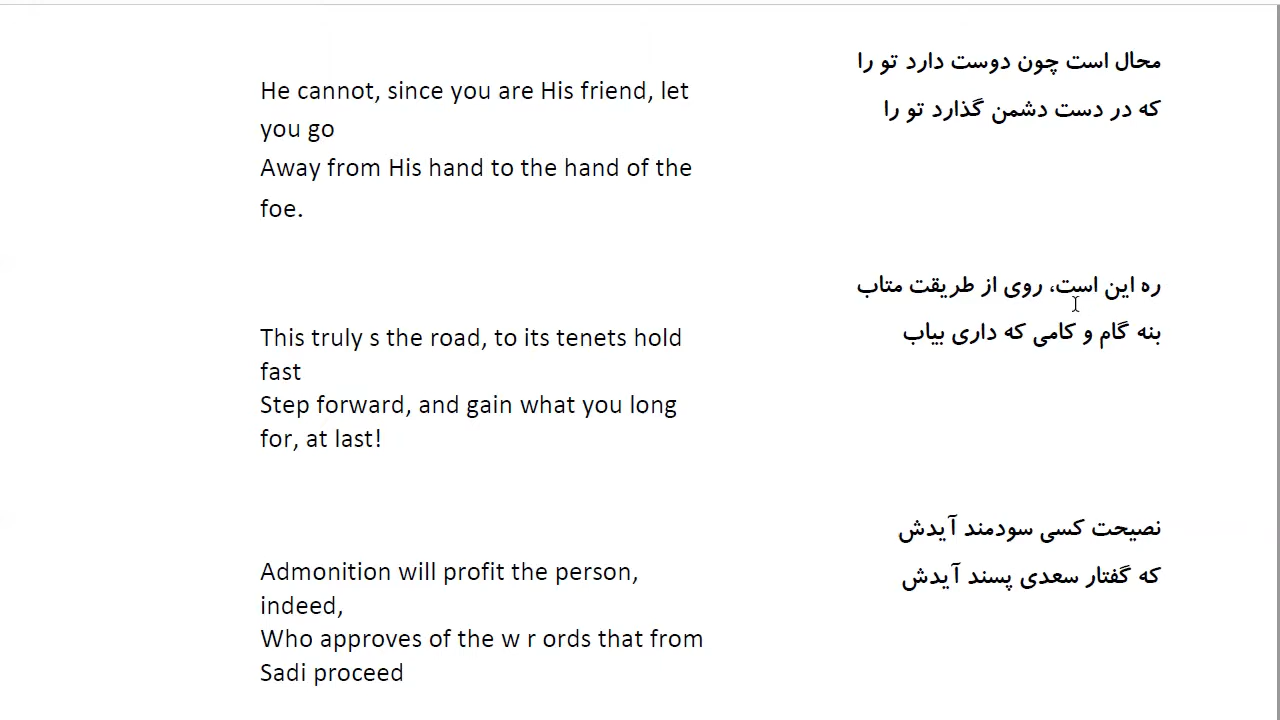 محال است چون دوست دارد تو را
که در دست دشمن گذارد تو را
He cannot, since you are His friend, let
you go
Away from His hand to the hand of the
foe.
ره این است، روی از طریقت متاب
بنه گام و کامی که داری بیاب
This truly s the road, to its tenets hold
fast
Step forward, and gain what you long
for, at last!
نصیحت کسی سودمند آیدش
که گفتار سعدی پسند آیدش
Admonition will profit the person,
indeed,
Who approves of the w r ords that from
Sadi proceed